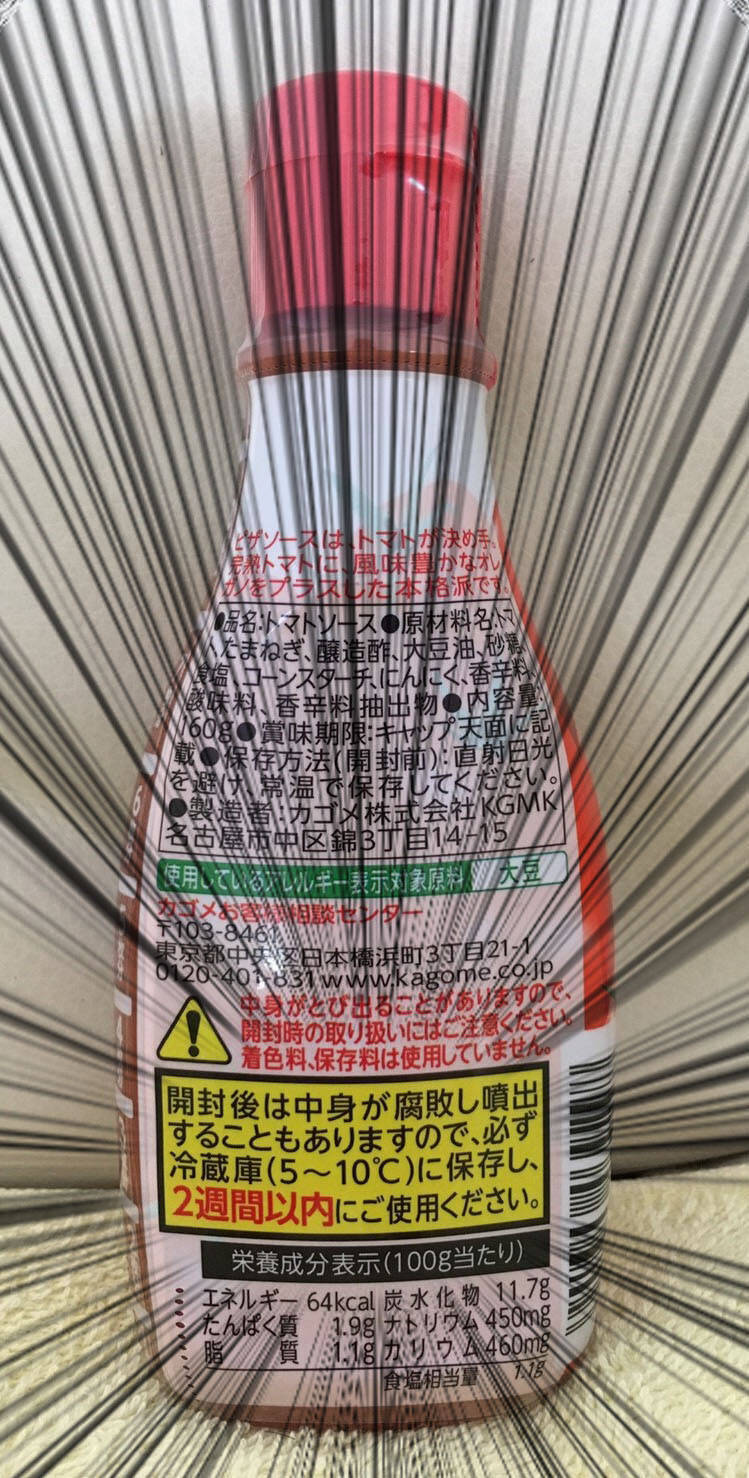 ピザソースは、トマトが決め手。
完熟トマトに、風味豊かなオレ
ガノをプラスした本格派です。
●品名:トマトソース●原材料名:トマ
ト、たまねぎ、醸造酢、大豆油、砂糖、
食塩、コーンスターチ、にんにく、香辛料、
酸味料、香辛料抽出物●内容量:
160g●賞味期限:キャップ天面に記
載●保存方法(開封前):直射日光
を避け、常温で保存してください。
●製造者:カゴメ株式会社 KGMK
名古屋市中区錦3丁目14-15
使用しているアレルギー表示対象原料 大豆
カゴメお客様相談センター
〒103-8461
東京都中央区日本橋浜町3丁目21-1
0120-401-831 www.kagome.co.jp
中身がとび出ることがありますので、
開封時の取り扱いにはご注意ください。
着色料、保存料は使用していません。
開封後は中身が腐敗し噴出
することもありますので、必ず
冷蔵庫(5～10℃)に保存し、
2週間以内にご使用ください。
栄養成分表示(100g当たり)
エネルギー 64kcal 炭水化物 11.7g
たんぱく質 1.9g ナトリウム 450mg
脂質 1.1g カリウム 460mg
食塩相当量 1.1g